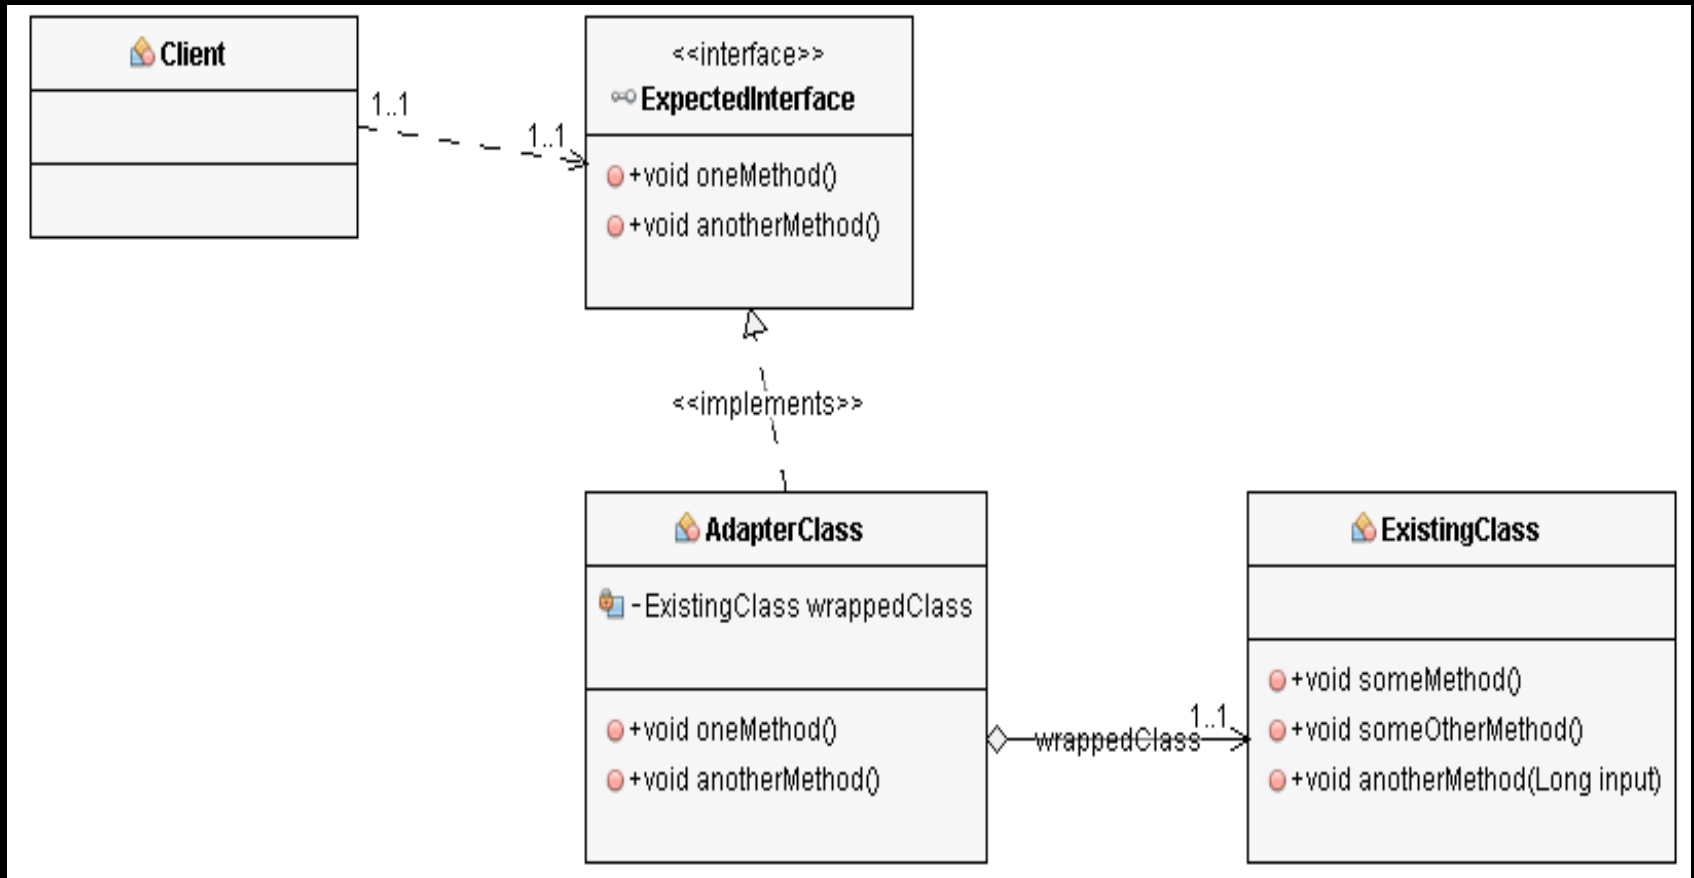 Client
1..1
1..1
<<interface>>
ExpectedInterface
+void oneMethod()
+void anotherMethod()
<<implements>>
AdapterClass
-ExistingClass wrappedClass
+void oneMethod()
+void anotherMethod()
wrappedClass
1..1
ExistingClass
+void someMethod()
+void someOtherMethod()
+void anotherMethod(Long input)